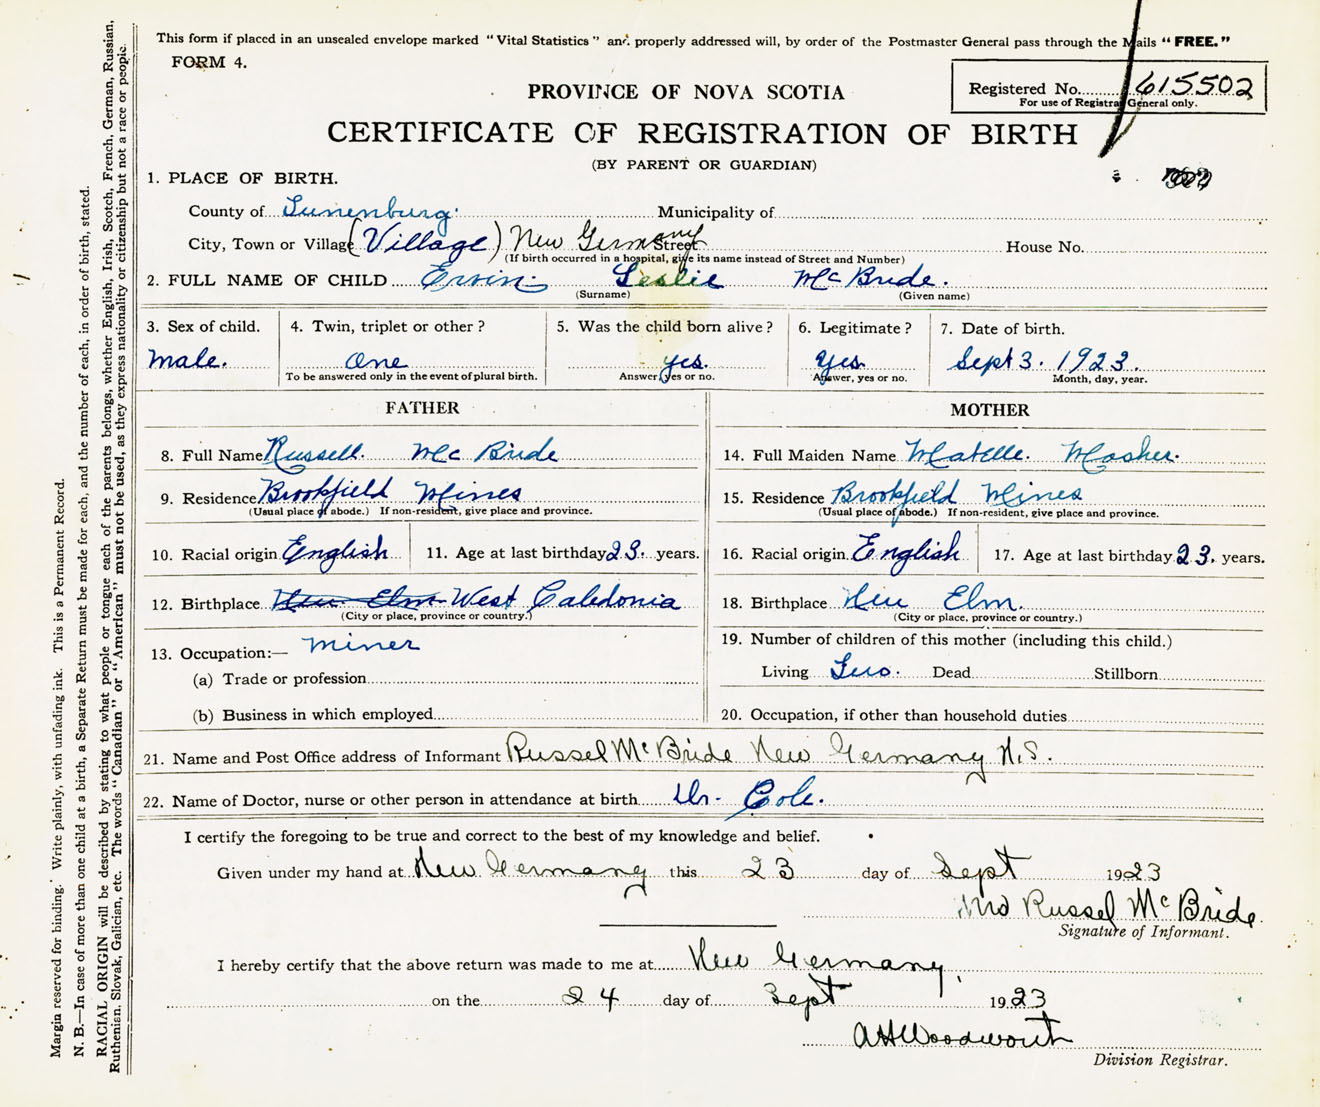 This form if placed in an unsealed envelope marked "Vital Statistics" and properly addressed will, by order of the Postmaster General pass through the Mails "FREE."
FORM 4.
Registered No. 615502
For use of Registrar General only.
PROVINCE OF NOVA SCOTIA
CERTIFICATE OF REGISTRATION OF BIRTH
(BY PARENT OR GUARDIAN)
1. PLACE OF BIRTH.
County of Lunenburg. Municipality of
City, Town or Village (Village) New Germany Street House No.
(If birth occurred in a hospital, give its name instead of Street and Number)
2. FULL NAME OF CHILD Ervin Leslie McBride.
(Surname) (Given name)
3. Sex of child. 4. Twin, triplet or other? 5. Was the child born alive? 6. Legitimate? 7. Date of birth.
male. One yes. Yes Sept 3. 1923.
To be answered only in the event of plural birth. Answer, yes or no. Answer, yes or no. Month, day, year.
FATHER
8. Full Name Russell. McBride
9. Residence Brookfield Mines
(Usual place of abode.) If non-resident, give place and province.
10. Racial origin English 11. Age at last birthday 23. years.
12. Birthplace New Elm West Caledonia
(City or place, province or country.)
13. Occupation:— miner
(a) Trade or profession
(b) Business in which employed
MOTHER
14. Full Maiden Name Mosher.
15. Residence Brookfield Mines
(Usual place of abode.) If non-resident, give place and province.
16. Racial origin English 17. Age at last birthday 23. years.
18. Birthplace New Elm.
(City or place, province or country.)
19. Number of children of this mother (including this child.)
Living Two. Dead Stillborn
20. Occupation, if other than household duties
21. Name and Post Office address of Informant Russel McBride New Germany N.S.
22. Name of Doctor, nurse or other person in attendance at birth Dr. Cole.
I certify the foregoing to be true and correct to the best of my knowledge and belief.
Given under my hand at New Germany this 23 day of Sept 1923
Russel McBride
Signature of Informant.
I hereby certify that the above return was made to me at New Germany,
on the 24 day of Sept 1923
AHWoodworth
Division Registrar.
Margin reserved for binding. Write plainly, with unfading ink. This is a Permanent Record.
N. B.—In case of more than one child at a birth, a Separate Return must be made for each, and the number of each, in order of birth, stated.
RACIAL ORIGIN will be described by stating to what people or tongue each of the parents belongs, whether English, Irish, Scotch, French, German, Russian,
Ruthenian, Slovak, Galician, etc. The words "Canadian" or "American" must not be used, as they express nationality or citizenship but not a race or people.